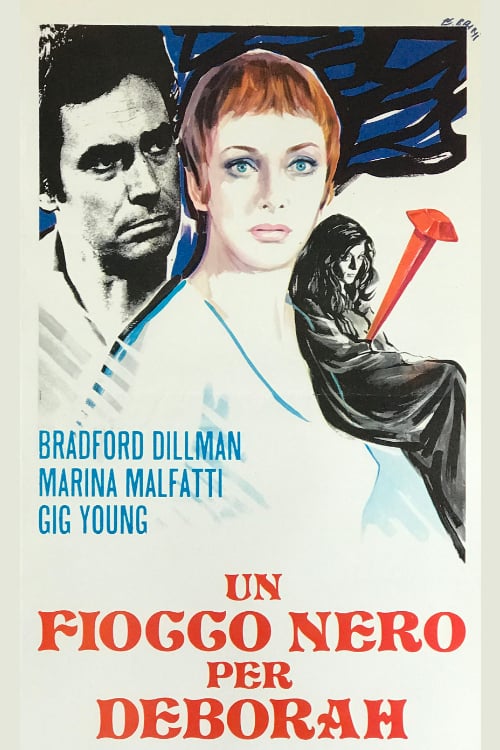 BRADFORD DILLMAN
MARINA MALFATTI
GIG YOUNG
UN
FIOCCO NERO
PER
DEBORAH